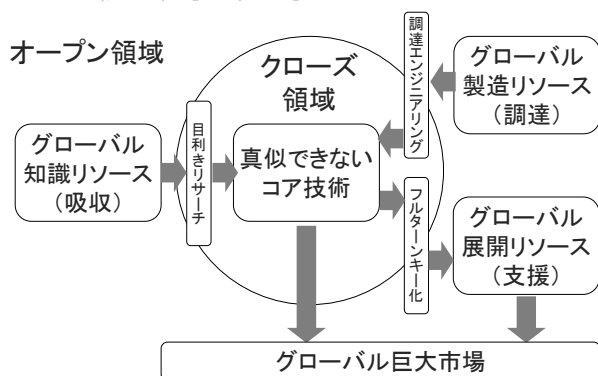 オープン領域
クローズ
領域
調達エンジニアリング
グローバル
製造リソース
(調達)
グローバル
知識リソース
(吸収)
目利きリサーチ
真似できない
コア技術
フルターンキー化
グローバル
展開リソース
(支援)
グローバル巨大市場